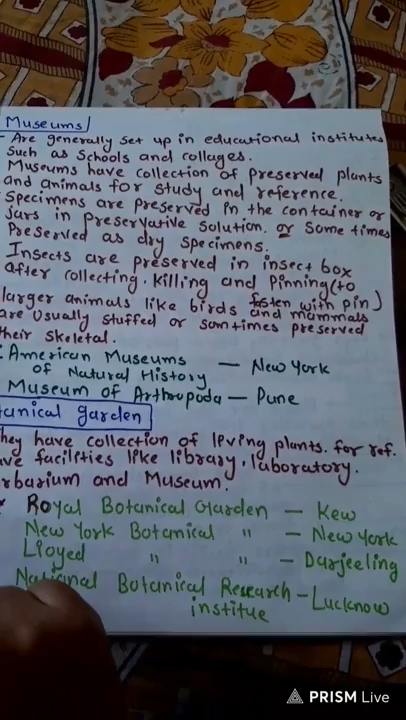 Museums
- Are generally set up in educational institutes
such as schools and collages.
Museums have collection of preserved plants
and animals for study and reference.
Specimens are preserved in the container or
jars in preservative solution. or some times
preserved as dry specimens.
Insects are preserved in insect box
after collecting. Killing and pinning (to
fasten with pin)
larger animals like birds and mammals
are usually stuffed or somtimes preserved
their skeletal.
: American Museums — New York
of Natural History
Museum of Arthropoda — Pune
tanical garden
hey have collection of living plants. for ref.
ave facilities like library. laboratory.
rbarium and Museum.
Royal Botanical Garden — Kew
New York Botanical " — New York
Lloyed " " — Darjeeling
National Botanical Research — Lucknow
institue
PRISM Live